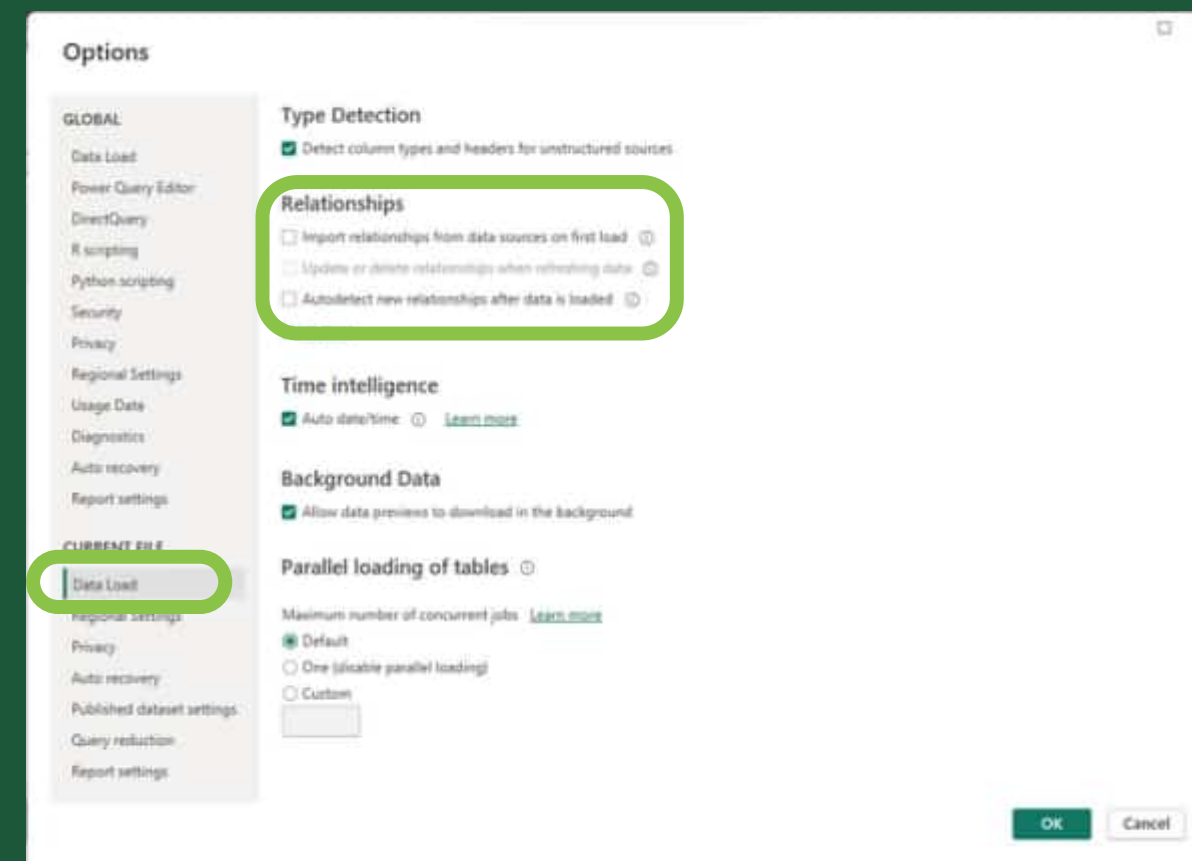 Options
GLOBAL
Data Load
Power Query Editor
DirectQuery
R scripting
Python scripting
Security
Privacy
Regional Settings
Usage Data
Diagnostics
Auto recovery
Report settings
CURRENT FILE
Data Load
Regional Settings
Privacy
Auto recovery
Published dataset settings
Query reduction
Report settings
Type Detection
Detect column types and headers for unstructured sources
Relationships
Import relationships from data sources on first load
Update or delete relationships when refreshing data
Autodetect new relationships after data is loaded
Time intelligence
Auto date/time Learn more
Background Data
Allow data previews to download in the background
Parallel loading of tables
Maximum number of concurrent jobs Learn more
Default
One (disable parallel loading)
Custom
OK Cancel